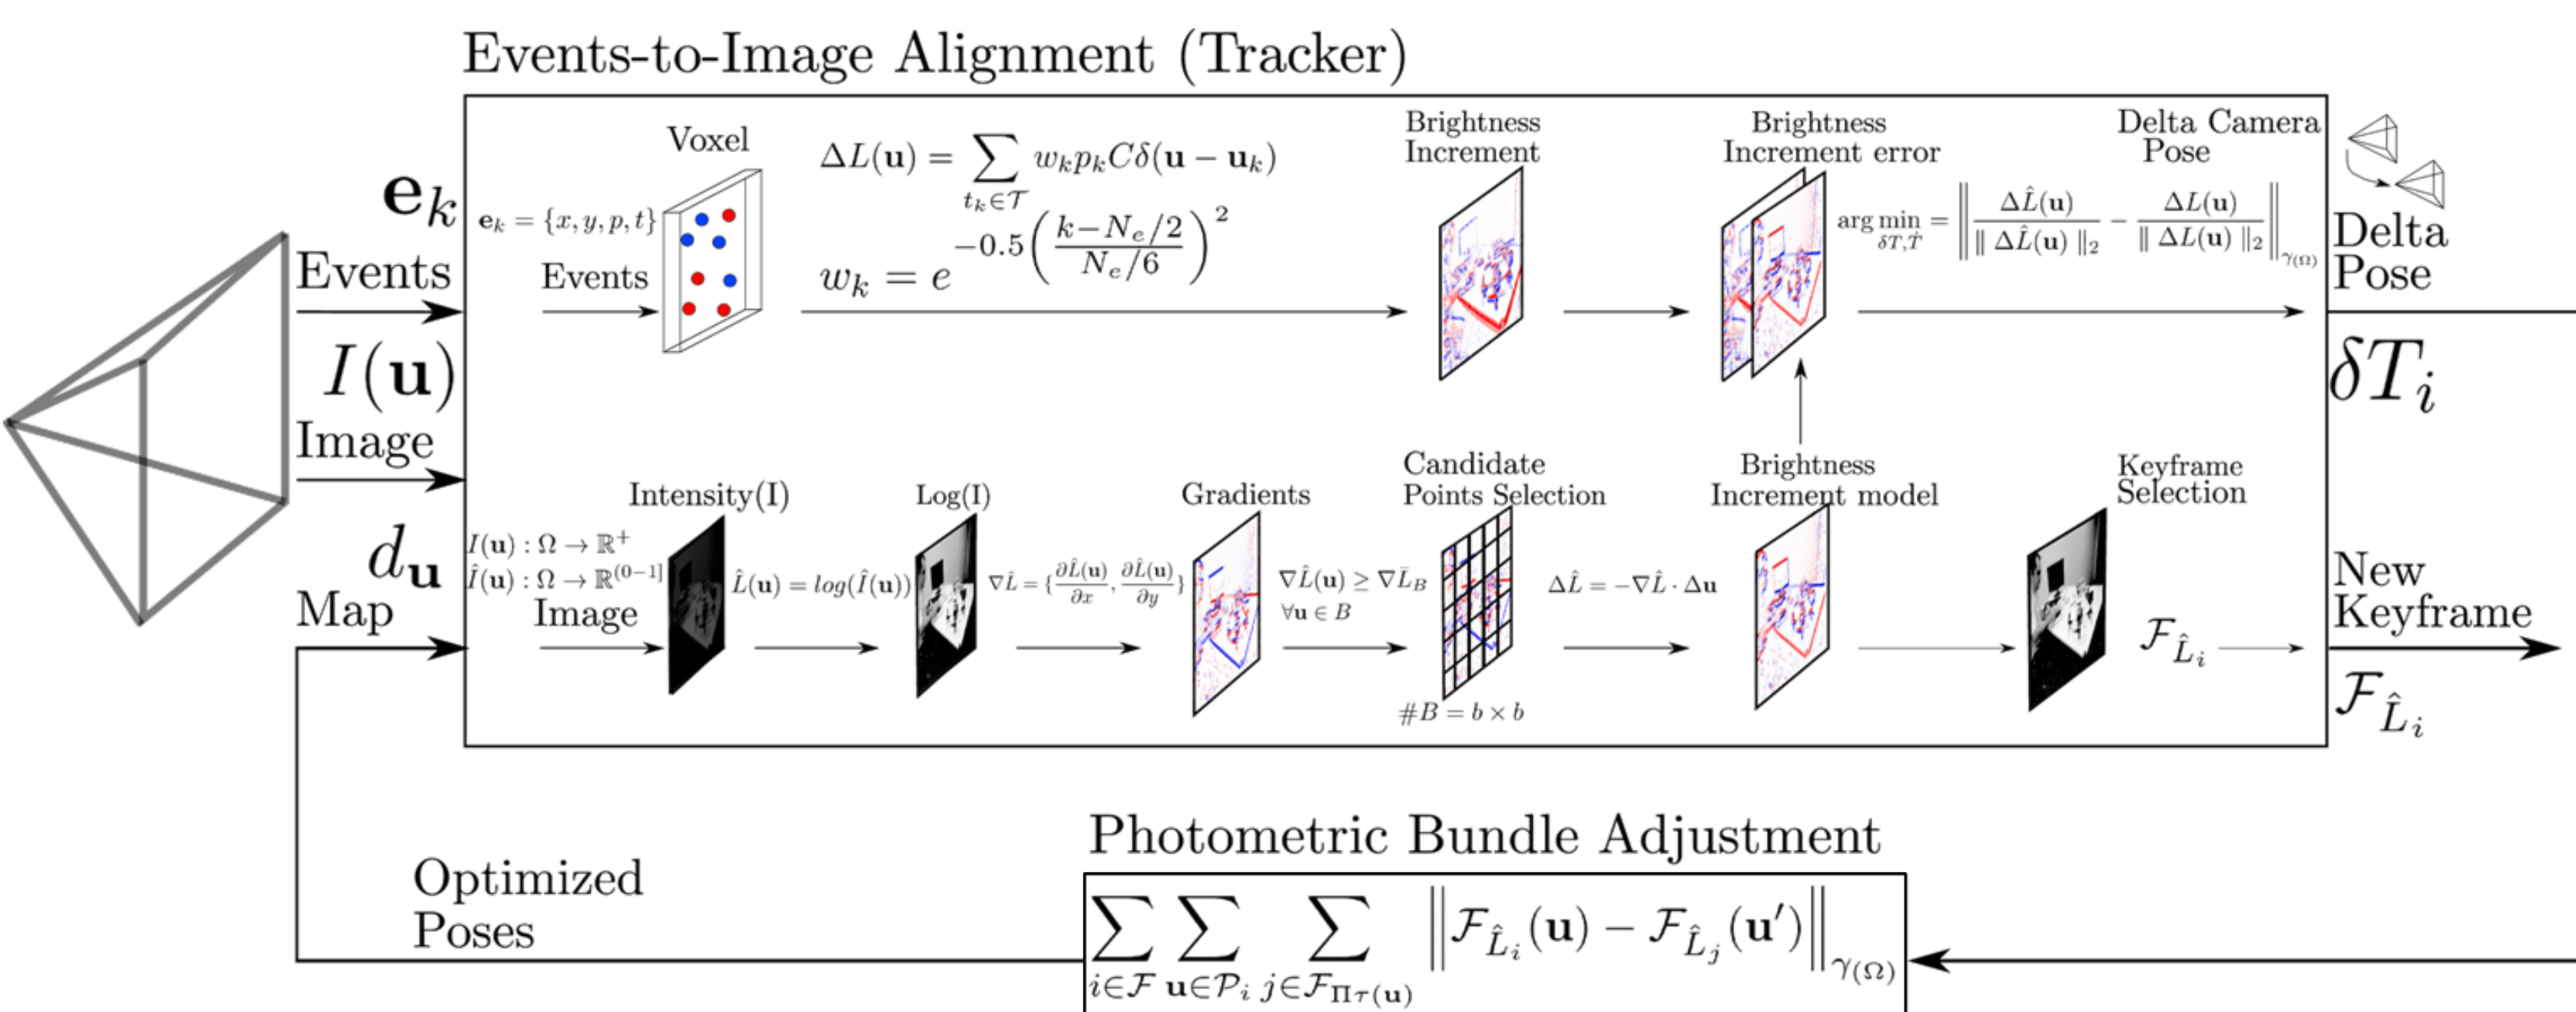 Events-to-Image Alignment (Tracker)
e_k
Events
I(u)
Image
d_u
Map
e_k = {x, y, p, t}
Events
Voxel
ΔL(u) = ∑_{t_k∈𝒯} w_k p_k Cδ(u − u_k)
w_k = e^{−0.5((k−N_e/2)/(N_e/6))^2}
Brightness
Increment
Brightness
Increment error
Delta Camera
Pose
arg min_{δT,Ṫ} = ‖ ΔL̂(u)/‖ ΔL̂(u) ‖_2 − ΔL(u)/‖ ΔL(u) ‖_2 ‖_{γ(Ω)}
Delta
Pose
δT_i
Intensity(I)
I(u) : Ω → ℝ^+
Î(u) : Ω → ℝ^{(0−1]}
Image
Log(I)
L̂(u) = log(Î(u))
Gradients
∇L̂ = {∂L̂(u)/∂x, ∂L̂(u)/∂y}
Candidate
Points Selection
∇L̂(u) ≥ ∇L̄_B
∀u ∈ B
#B = b × b
Brightness
Increment model
ΔL̂ = −∇L̂ · Δu
Keyframe
Selection
ℱ_{L̂_i}
New
Keyframe
ℱ_{L̂_i}
Photometric Bundle Adjustment
∑_{i∈ℱ} ∑_{u∈𝒫_i} ∑_{j∈ℱ_{Πτ(u)}} ‖ℱ_{L̂_i}(u) − ℱ_{L̂_j}(u′)‖_{γ(Ω)}
Optimized
Poses